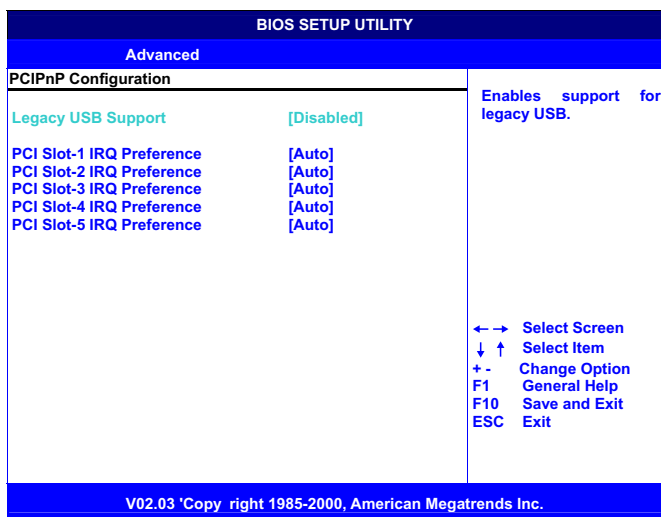 BIOS SETUP UTILITY
Advanced
PCIPnP Configuration
Legacy USB Support [Disabled]
PCI Slot-1 IRQ Preference [Auto]
PCI Slot-2 IRQ Preference [Auto]
PCI Slot-3 IRQ Preference [Auto]
PCI Slot-4 IRQ Preference [Auto]
PCI Slot-5 IRQ Preference [Auto]
Enables support for
legacy USB.
←→ Select Screen
↓ ↑ Select Item
+ - Change Option
F1 General Help
F10 Save and Exit
ESC Exit
V02.03 'Copy right 1985-2000, American Megatrends Inc.